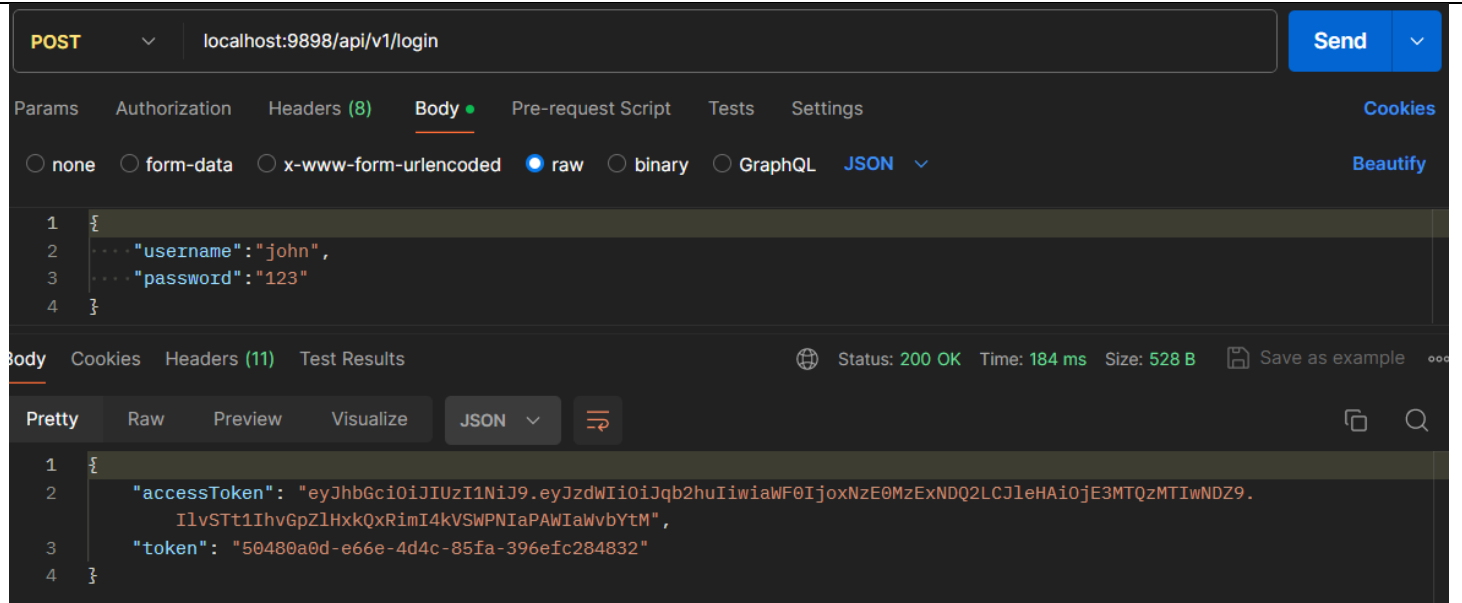 POST localhost:9898/api/v1/login Send
Params Authorization Headers (8) Body Pre-request Script Tests Settings Cookies
none form-data x-www-form-urlencoded raw binary GraphQL JSON Beautify
1 {
2 "username":"john",
3 "password":"123"
4 }
Body Cookies Headers (11) Test Results Status: 200 OK Time: 184 ms Size: 528 B Save as example
Pretty Raw Preview Visualize JSON
1 {
2 "accessToken": "eyJhbGciOiJIUzI1NiJ9.eyJzdWIiOiJqb2huIiwiaWF0IjoxNzE0MzExNDQ2LCJleHAiOjE3MTQzMTIwNDZ9.
IlvSTt1IhvGpZlHxkQxRimI4kVSWPNIaPAWIaWvbYtM",
3 "token": "50480a0d-e66e-4d4c-85fa-396efc284832"
4 }